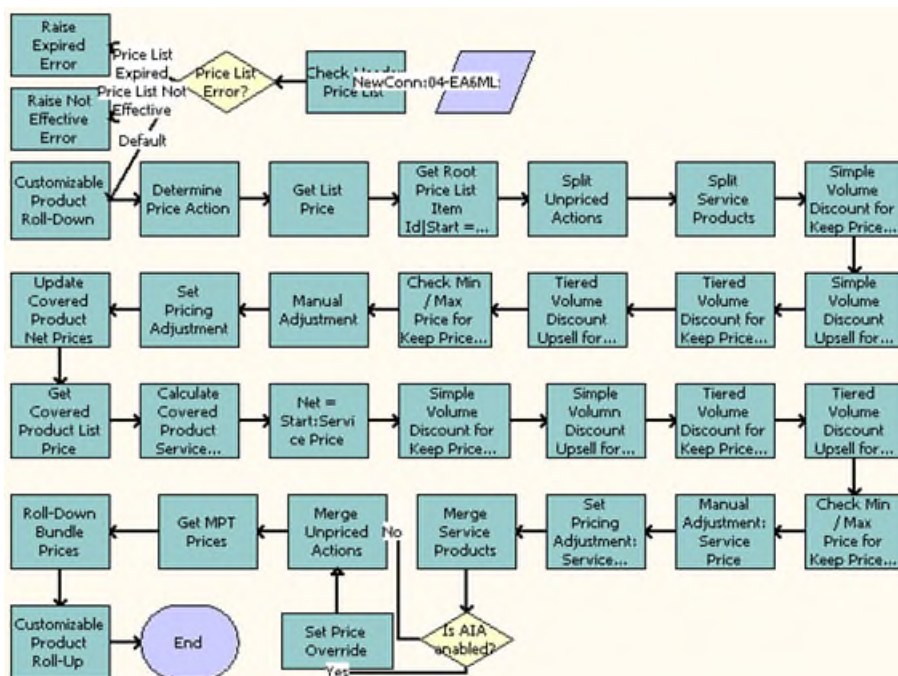 Raise
Expired
Error
Price List
Expired
Price List Not
Effective
Default
Raise Not
Effective
Error
Price List
Error?
Price List
NewConn:04-EA6ML:
Customizable
Product
Roll-Down
Determine
Price Action
Get List
Price
Get Root
Price List
Item
Id|Start =...
Split
Unpriced
Actions
Split
Service
Products
Simple
Volume
Discount for
Keep Price...
Update
Covered
Product
Net Prices
Set
Pricing
Adjustment
Manual
Adjustment
Check Min
/ Max
Price for
Keep Price...
Tiered
Volume
Discount
Upsell for...
Tiered
Volume
Discount for
Keep Price...
Simple
Volume
Discount
Upsell for...
Get
Covered
Product List
Price
Calculate
Covered
Product
Service...
Net =
Start:Servi
ce Price
Simple
Volume
Discount for
Keep Price...
Simple
Volumn
Discount
Upsell for...
Tiered
Volume
Discount for
Keep Price...
Tiered
Volume
Discount
Upsell for...
Roll-Down
Bundle
Prices
Get MPT
Prices
Merge
Unpriced
Actions
No
Merge
Service
Products
Set
Pricing
Adjustment:
Service...
Manual
Adjustment:
Service
Price
Check Min
/ Max
Price for
Keep Price...
Customizable
Product
Roll-Up
End
Set Price
Override
Yes
Is AIA
enabled?